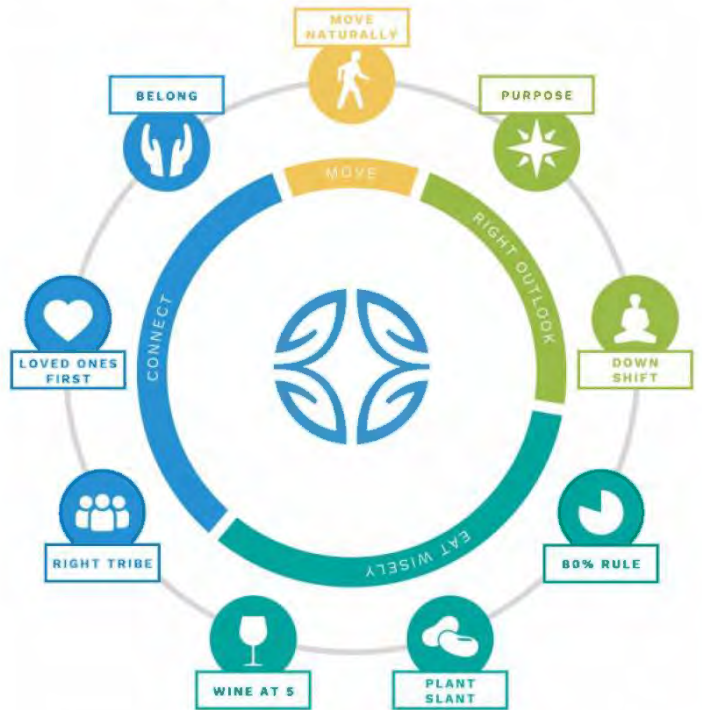 MOVE
NATURALLY
BELONG
PURPOSE
MOVE
RIGHT OUTLOOK
CONNECT
LOVED ONES
FIRST
DOWN
SHIFT
RIGHT TRIBE
80% RULE
EAT WISELY
WINE AT 5
PLANT
SLANT